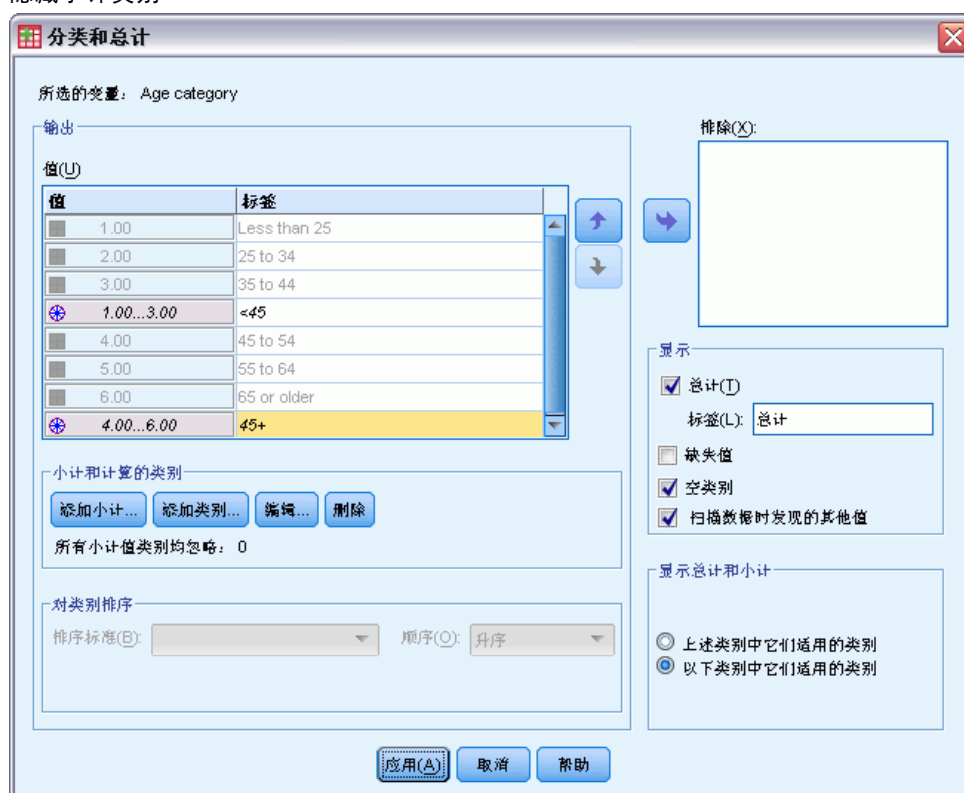 隐藏小计类别
分类和总计
所选的变量: Age category
输出
值(U)
值 标签
1.00 Less than 25
2.00 25 to 34
3.00 35 to 44
1.00...3.00 <45
4.00 45 to 54
5.00 55 to 64
6.00 65 or older
4.00...6.00 45+
小计和计算的类别
添加小计... 添加类别... 编辑... 删除
所有小计值类别均忽略: 0
对类别排序
排序标准(B): 顺序(O): 升序
排除(X):
显示
总计(T)
标签(L): 总计
缺失值
空类别
扫描数据时发现的其他值
显示总计和小计
上述类别中它们适用的类别
以下类别中它们适用的类别
应用(A) 取消 帮助